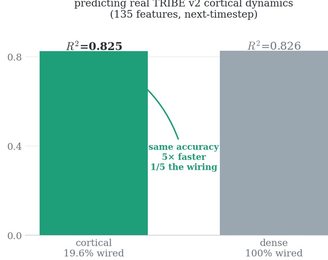 predicting real TRIBE v2 cortical dynamics
(135 features, next-timestep)
R²=0.825
R²=0.826
0.8
same accuracy
5× faster
1/5 the wiring
0.4
0.0
cortical
19.6% wired
dense
100% wired